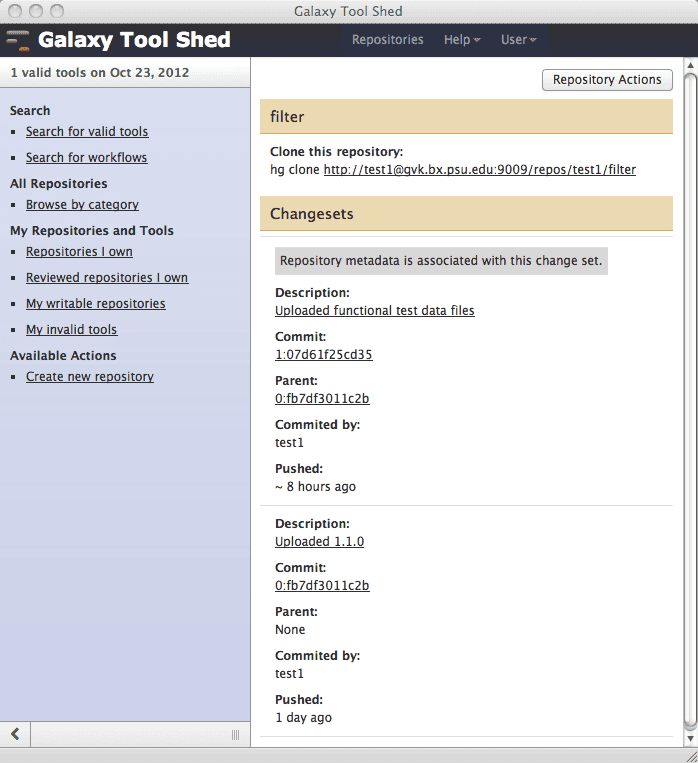 Galaxy Tool Shed
Galaxy Tool Shed
Repositories Help User
1 valid tools on Oct 23, 2012
Search
Search for valid tools
Search for workflows
All Repositories
Browse by category
My Repositories and Tools
Repositories I own
Reviewed repositories I own
My writable repositories
My invalid tools
Available Actions
Create new repository
Repository Actions
filter
Clone this repository:
hg clone http://test1@gvk.bx.psu.edu:9009/repos/test1/filter
Changesets
Repository metadata is associated with this change set.
Description:
Uploaded functional test data files
Commit:
1:07d61f25cd35
Parent:
0:fb7df3011c2b
Commited by:
test1
Pushed:
~ 8 hours ago
Description:
Uploaded 1.1.0
Commit:
0:fb7df3011c2b
Parent:
None
Commited by:
test1
Pushed:
1 day ago